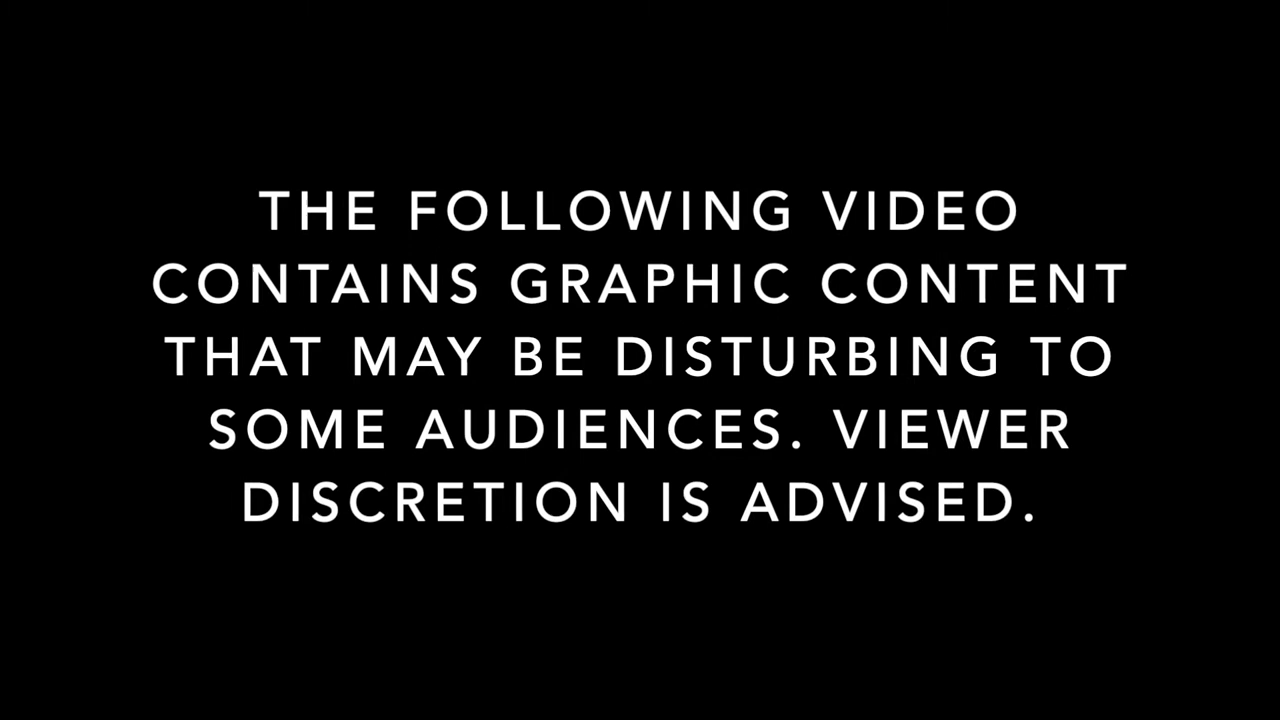 THE FOLLOWING VIDEO
CONTAINS GRAPHIC CONTENT
THAT MAY BE DISTURBING TO
SOME AUDIENCES. VIEWER
DISCRETION IS ADVISED.